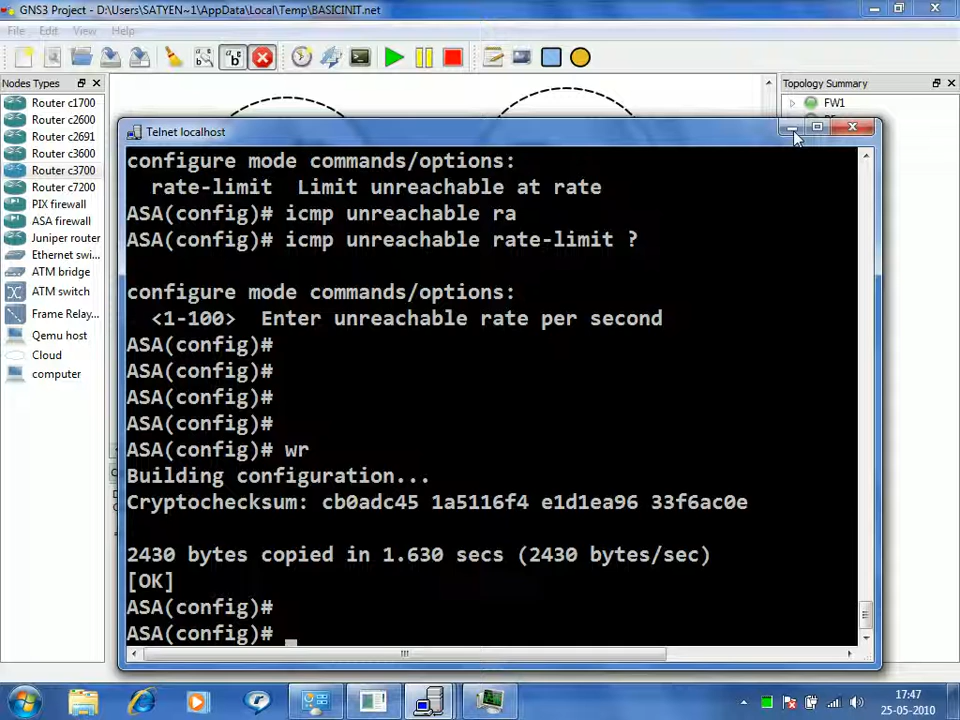 GNS3 Project - D:\Users\SATYEN~1\AppData\Local\Temp\BASICINIT.net
File Edit View Help
Nodes Types
Topology Summary
Router c1700
FW1
Router c2600
Router c2691
Router c3600
Router c3700
Router c7200
PIX firewall
ASA firewall
Juniper router
Ethernet swi...
ATM bridge
ATM switch
Frame Relay...
Qemu host
Cloud
computer
Telnet localhost
configure mode commands/options:
rate-limit Limit unreachable at rate
ASA(config)# icmp unreachable ra
ASA(config)# icmp unreachable rate-limit ?
configure mode commands/options:
<1-100> Enter unreachable rate per second
ASA(config)#
ASA(config)#
ASA(config)#
ASA(config)#
ASA(config)# wr
Building configuration...
Cryptochecksum: cb0adc45 1a5116f4 e1d1ea96 33f6ac0e
2430 bytes copied in 1.630 secs (2430 bytes/sec)
[OK]
ASA(config)#
ASA(config)#
17:47
25-05-2010